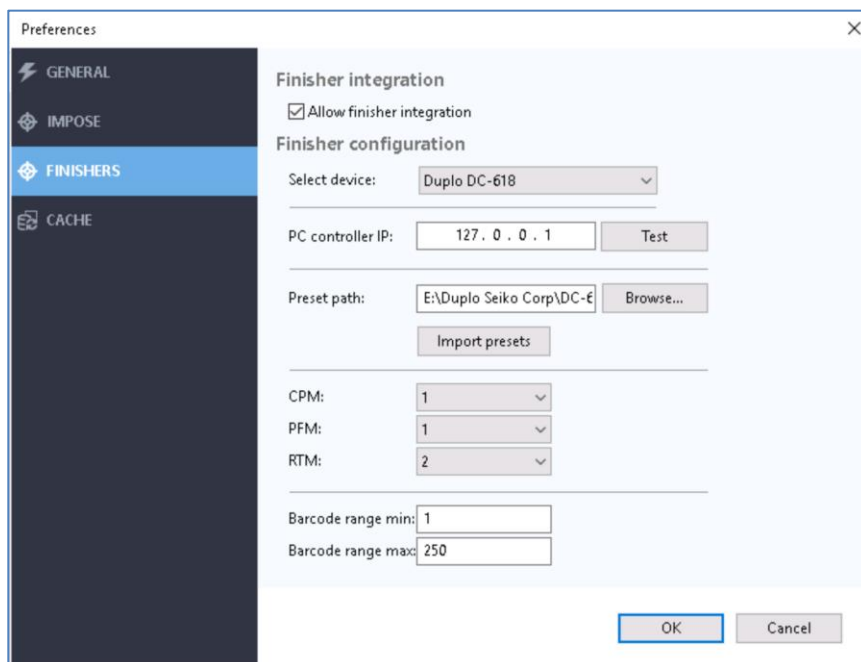 Preferences
GENERAL
IMPOSE
FINISHERS
CACHE
Finisher integration
Allow finisher integration
Finisher configuration
Select device: Duplo DC-618
PC controller IP: 127 . 0 . 0 . 1 Test
Preset path: E:\Duplo Seiko Corp\DC-6 Browse...
Import presets
CPM: 1
PFM: 1
RTM: 2
Barcode range min: 1
Barcode range max: 250
OK Cancel